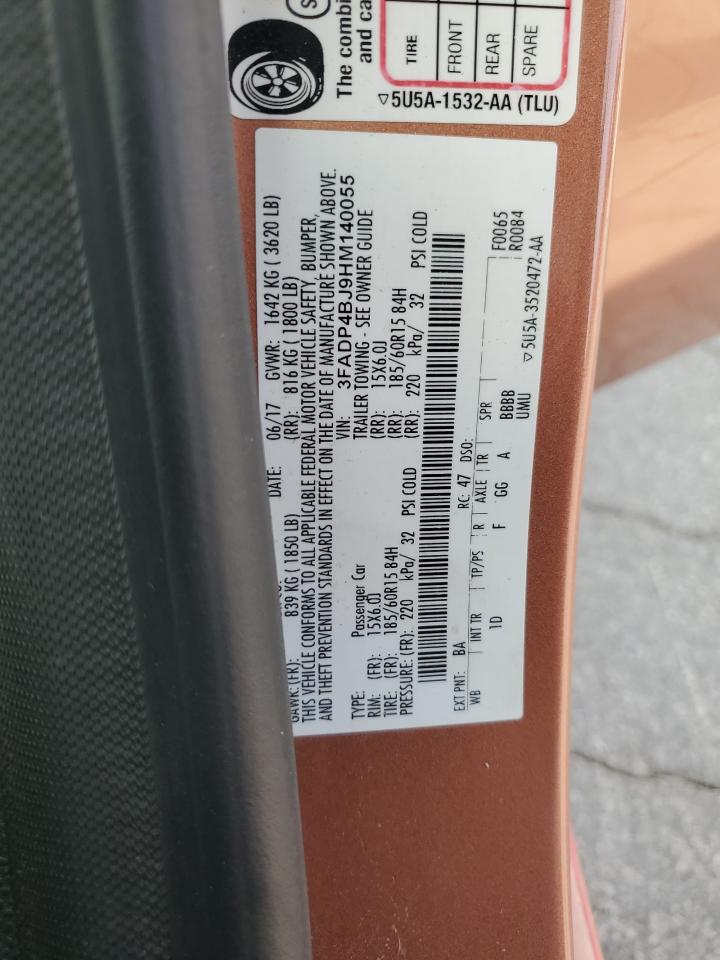 The combi
and ca
TIRE
FRONT
REAR
SPARE
▽5U5A-1532-AA (TLU)
DATE: 06/17 GVWR: 1642 KG ( 3620 LB)
GAWR:(FR): 839 KG ( 1850 LB) (RR): 816 KG ( 1800 LB)
THIS VEHICLE CONFORMS TO ALL APPLICABLE FEDERAL MOTOR VEHICLE SAFETY, BUMPER,
AND THEFT PREVENTION STANDARDS IN EFFECT ON THE DATE OF MANUFACTURE SHOWN ABOVE.
VIN: 3FADP4BJ9HM140055
TYPE: Passenger Car TRAILER TOWING - SEE OWNER GUIDE
RIM: (FR): 15X6.0J (RR): 15X6.0J
TIRE: (FR): 185/60R15 84H (RR): 185/60R15 84H
PRESSURE: (FR): 220 kPa/ 32 PSI COLD (RR): 220 kPa/ 32 PSI COLD
EXT PNT: BA RC: 47 DSO: F0065
R0084
WB INT TR TP/PS R AXLE TR SPR
1D F GG A BBBB
UMU
▽5U5A-3520472-AA